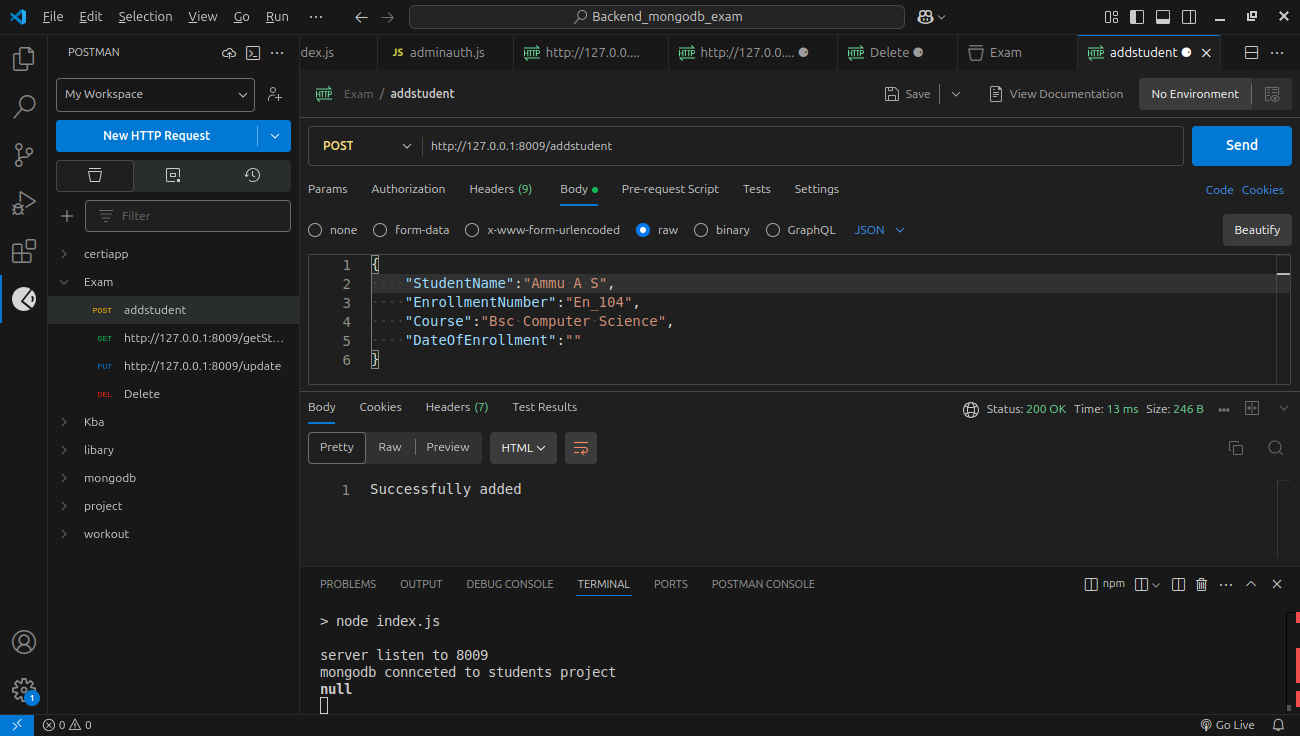 File Edit Selection View Go Run ··· Backend_mongodb_exam
POSTMAN
dex.js JS adminauth.js HTTP http://127.0.0.... HTTP http://127.0.0.... HTTP Delete Exam HTTP addstudent
My Workspace
HTTP Exam / addstudent Save View Documentation No Environment
New HTTP Request
POST http://127.0.0.1:8009/addstudent Send
Params Authorization Headers (9) Body Pre-request Script Tests Settings Code Cookies
Filter
none form-data x-www-form-urlencoded raw binary GraphQL JSON Beautify
certiapp
Exam
POST addstudent
GET http://127.0.0.1:8009/getSt...
PUT http://127.0.0.1:8009/update
DEL Delete
Kba
libary
mongodb
project
workout
1 {
2 ····"StudentName":"Ammu·A·S",
3 ····"EnrollmentNumber":"En_104",
4 ····"Course":"Bsc·Computer·Science",
5 ····"DateOfEnrollment":""
6 }
Body Cookies Headers (7) Test Results Status: 200 OK Time: 13 ms Size: 246 B
Pretty Raw Preview HTML
1 Successfully added
PROBLEMS OUTPUT DEBUG CONSOLE TERMINAL PORTS POSTMAN CONSOLE npm
> node index.js
server listen to 8009
mongodb connceted to students project
null
1
0 0 Go Live